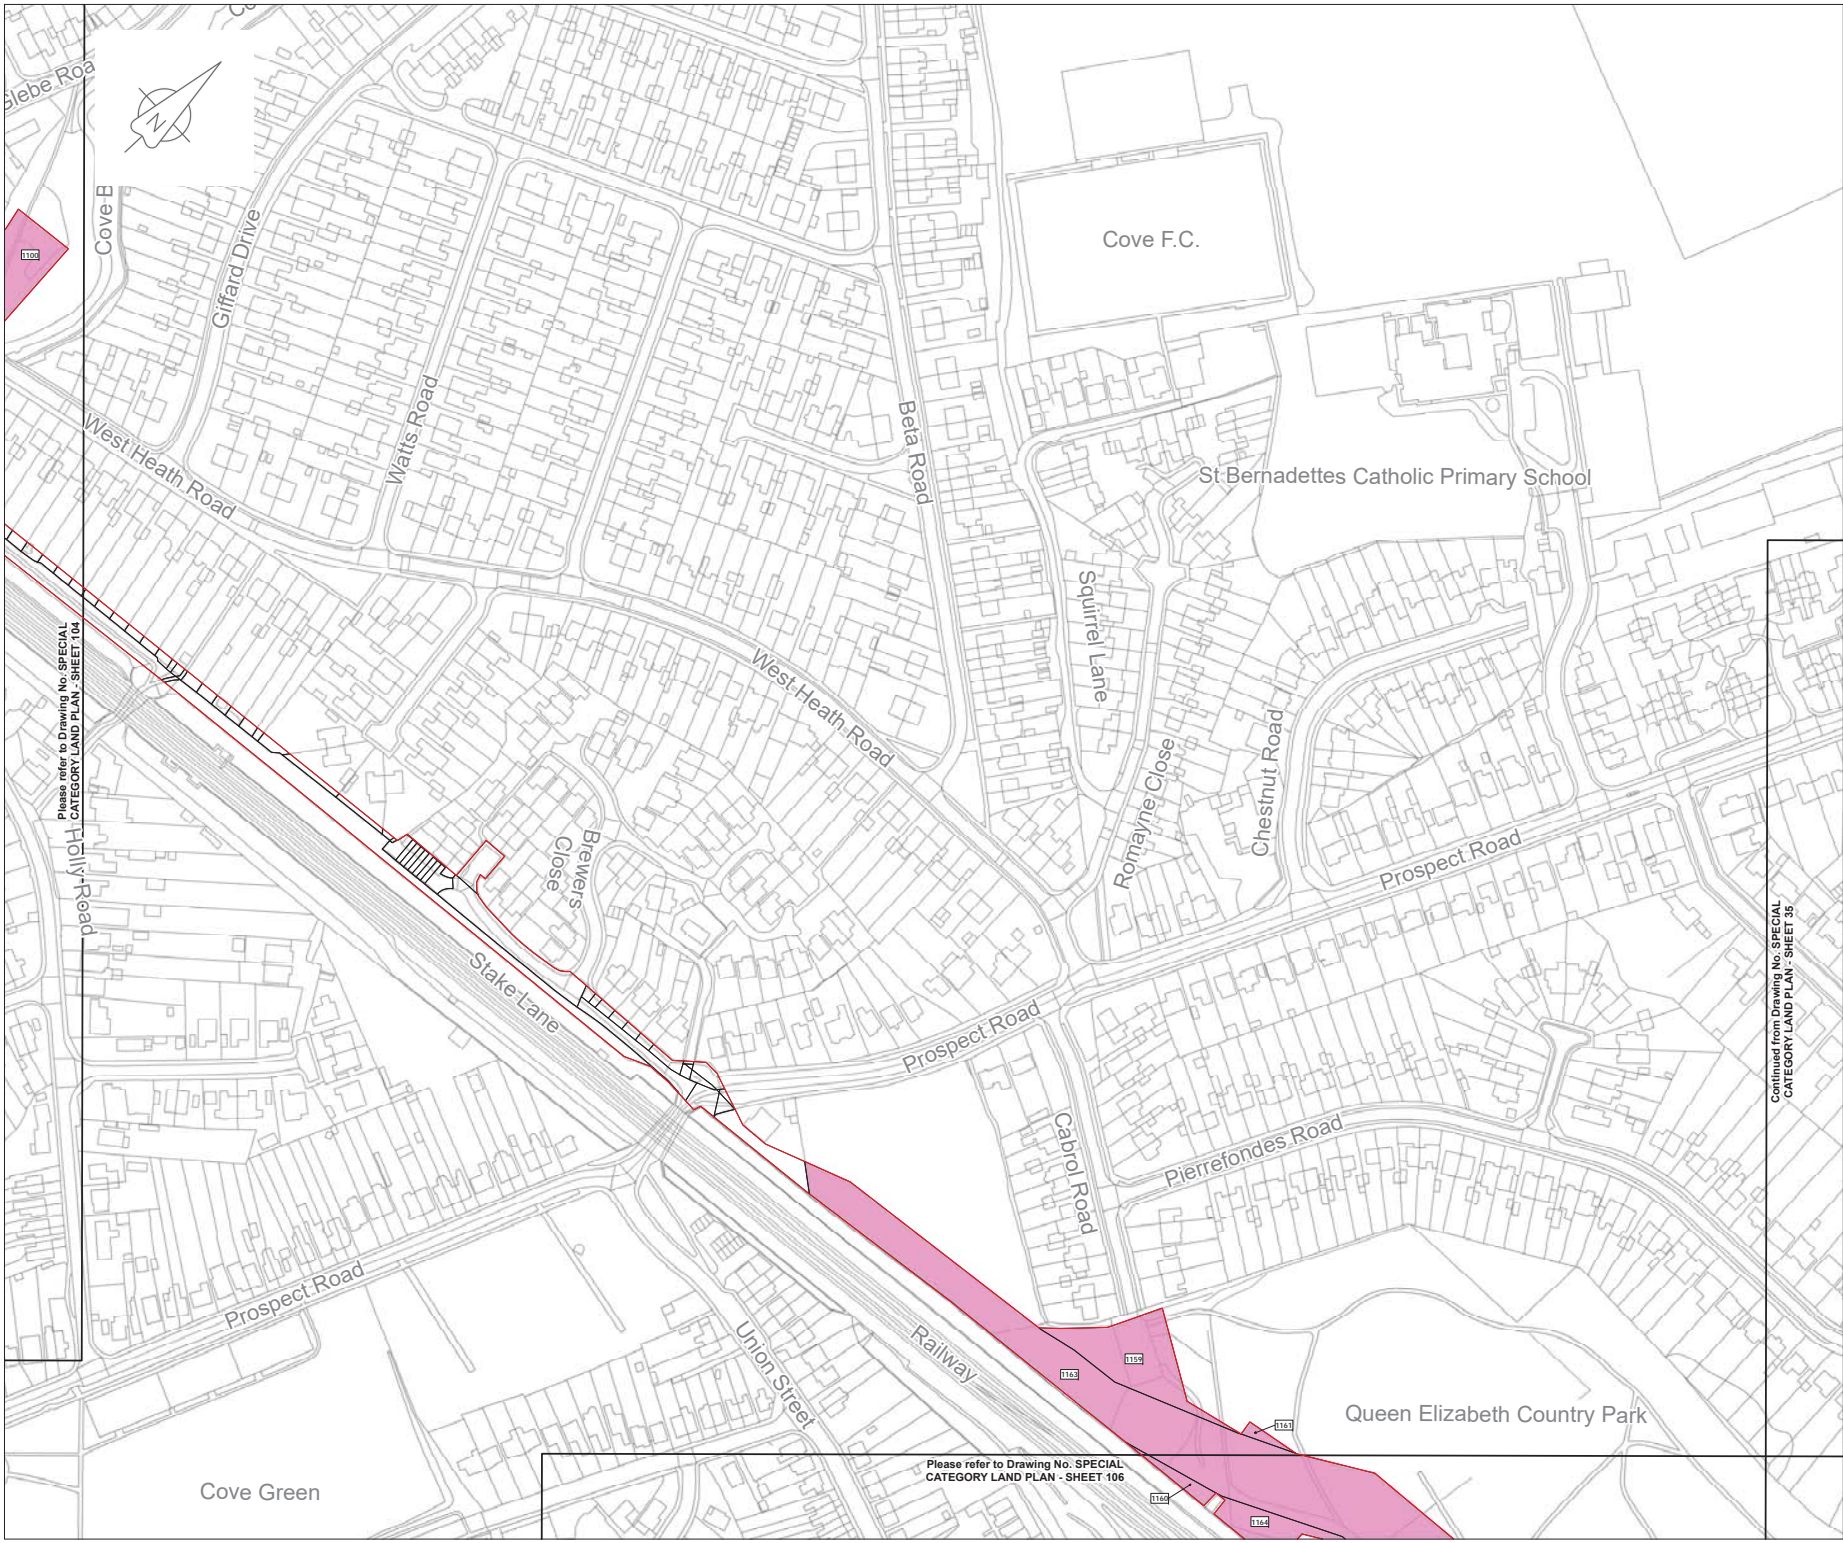 Glebe Roa
Co
N
Cove B
1100
Giffard Drive
Watts Road
West Heath Road
Beta Road
Cove F.C.
St Bernadettes Catholic Primary School
Squirrel Lane
West Heath Road
Romayne Close
Chestnut Road
Prospect Road
Please refer to Drawing No. SPECIAL
CATEGORY LAND PLAN - SHEET 104
Holly Road
Brewers
Close
Stake Lane
Prospect Road
Continued from Drawing No. SPECIAL
CATEGORY LAND PLAN - SHEET 35
Cabrol Road
Pierrefondes Road
Prospect Road
Union Street
Railway
1159
1163
1161
Queen Elizabeth Country Park
Please refer to Drawing No. SPECIAL
CATEGORY LAND PLAN - SHEET 106
1160
1164
Cove Green